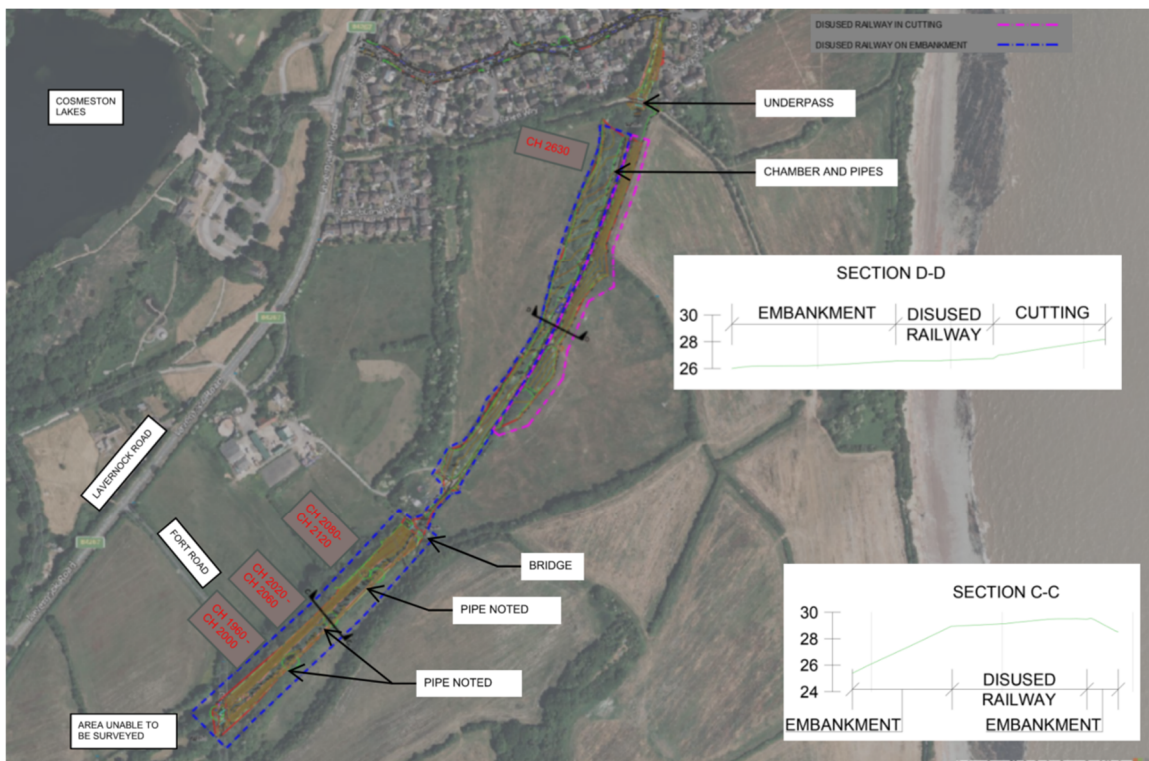 DISUSED RAILWAY IN CUTTING
DISUSED RAILWAY ON EMBANKMENT
COSMESTON
LAKES
UNDERPASS
CH 2630
CHAMBER AND PIPES
SECTION D-D
30
28
26
EMBANKMENT
DISUSED
RAILWAY
CUTTING
LAVERNOCK ROAD
FORT ROAD
CH 2080-
CH 2120
CH 2020 -
CH 2060
CH 1960 -
CH 2000
BRIDGE
PIPE NOTED
PIPE NOTED
AREA UNABLE TO
BE SURVEYED
SECTION C-C
30
28
26
24
DISUSED
RAILWAY
EMBANKMENT
EMBANKMENT